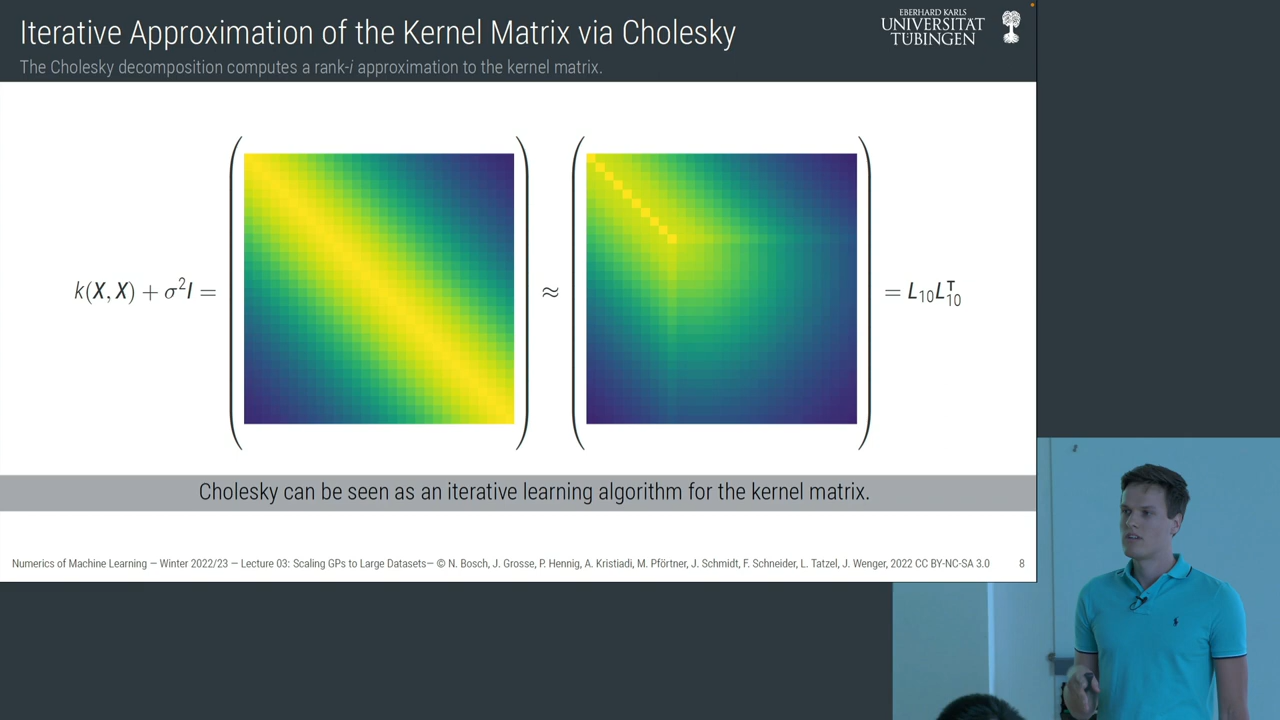 Iterative Approximation of the Kernel Matrix via Cholesky
The Cholesky decomposition computes a rank-i approximation to the kernel matrix.
EBERHARD KARLS
UNIVERSITÄT
TÜBINGEN
k(X, X) + σ²I = ≈ = L₁₀L₁₀ᵀ
Cholesky can be seen as an iterative learning algorithm for the kernel matrix.
Numerics of Machine Learning — Winter 2022/23 — Lecture 03: Scaling GPs to Large Datasets— © N. Bosch, J. Grosse, P. Hennig, A. Kristiadi, M. Pförtner, J. Schmidt, F. Schneider, L. Tatzel, J. Wenger, 2022 CC BY-NC-SA 3.0 8